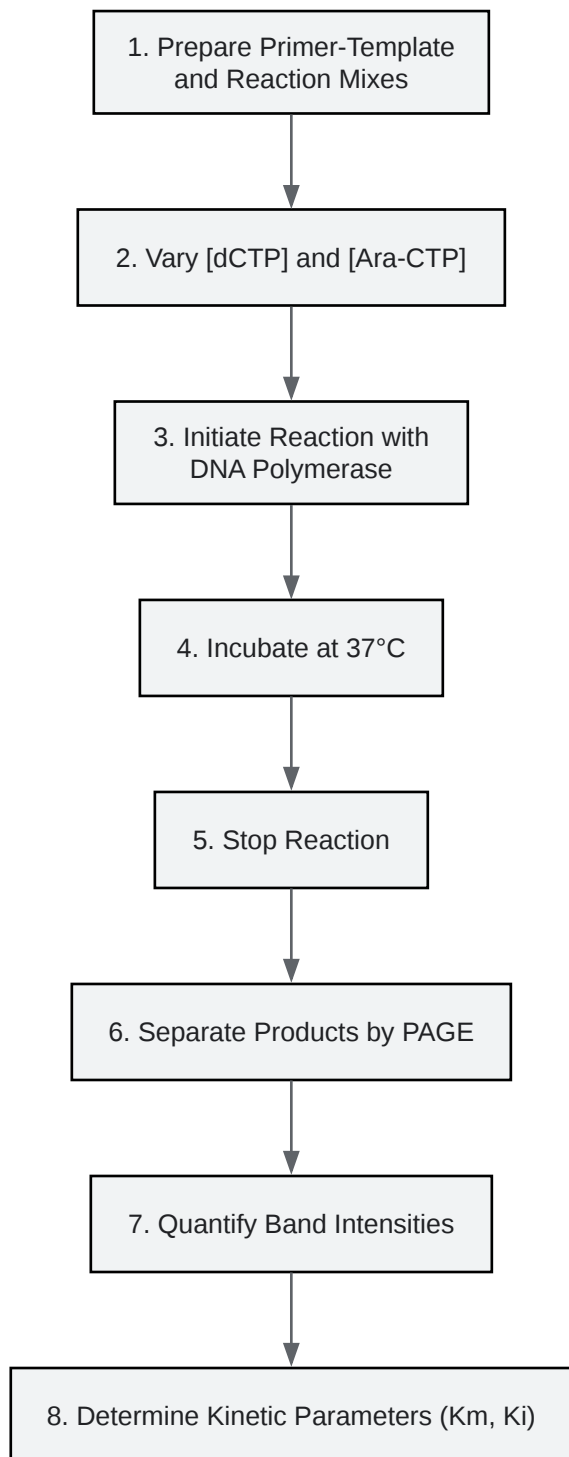 1. Prepare Primer-Template
and Reaction Mixes
2. Vary [dCTP] and [Ara-CTP]
3. Initiate Reaction with
DNA Polymerase
4. Incubate at 37°C
5. Stop Reaction
6. Separate Products by PAGE
7. Quantify Band Intensities
8. Determine Kinetic Parameters (Km, Ki)